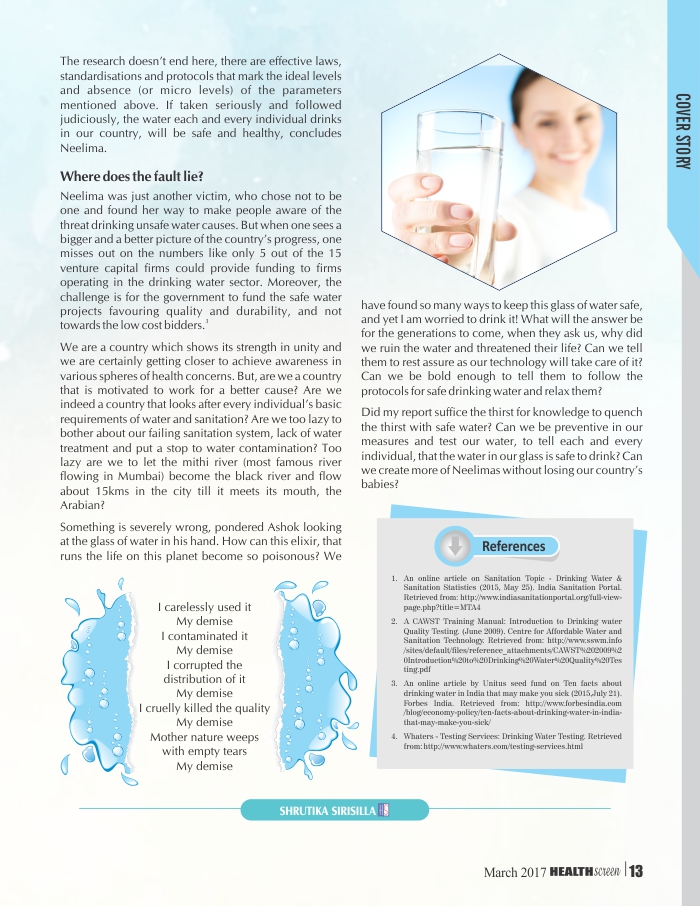 The research doesn't end here, there are effective laws,
standardisations and protocols that mark the ideal levels
and absence (or micro levels) of the parameters
mentioned above. If taken seriously and followed
judiciously, the water each and every individual drinks
in our country, will be safe and healthy, concludes
Neelima.
Where does the fault lie?
Neelima was just another victim, who chose not to be
one and found her way to make people aware of the
threat drinking unsafe water causes. But when one sees a
bigger and a better picture of the country's progress, one
misses out on the numbers like only 5 out of the 15
venture capital firms could provide funding to firms
operating in the drinking water sector. Moreover, the
challenge is for the government to fund the safe water
projects favouring quality and durability, and not
towards the low cost bidders.³
We are a country which shows its strength in unity and
we are certainly getting closer to achieve awareness in
various spheres of health concerns. But, are we a country
that is motivated to work for a better cause? Are we
indeed a country that looks after every individual's basic
requirements of water and sanitation? Are we too lazy to
bother about our failing sanitation system, lack of water
treatment and put a stop to water contamination? Too
lazy are we to let the mithi river (most famous river
flowing in Mumbai) become the black river and flow
about 15kms in the city till it meets its mouth, the
Arabian?
Something is severely wrong, pondered Ashok looking
at the glass of water in his hand. How can this elixir, that
runs the life on this planet become so poisonous? We
I carelessly used it
My demise
I contaminated it
My demise
I corrupted the
distribution of it
My demise
I cruelly killed the quality
My demise
Mother nature weeps
with empty tears
My demise
COVER STORY
have found so many ways to keep this glass of water safe,
and yet I am worried to drink it! What will the answer be
for the generations to come, when they ask us, why did
we ruin the water and threatened their life? Can we tell
them to rest assure as our technology will take care of it?
Can we be bold enough to tell them to follow the
protocols for safe drinking water and relax them?
Did my report suffice the thirst for knowledge to quench
the thirst with safe water? Can we be preventive in our
measures and test our water, to tell each and every
individual, that the water in our glass is safe to drink? Can
we create more of Neelimas without losing our country's
babies?
References
1. An online article on Sanitation Topic - Drinking Water &
Sanitation Statistics (2015, May 25). India Sanitation Portal.
Retrieved from: http://www.indiasanitationportal.org/full-view-
page.php?title=MTA4
2. A CAWST Training Manual: Introduction to Drinking water
Quality Testing. (June 2009). Centre for Affordable Water and
Sanitation Technology. Retrieved from: http://www.sswm.info
/sites/default/files/reference_attachments/CAWST%202009%2
0Introduction%20to%20Drinking%20Water%20Quality%20Tes
ting.pdf
3. An online article by Unitus seed fund on Ten facts about
drinking water in India that may make you sick (2015,July 21).
Forbes India. Retrieved from: http://www.forbesindia.com
/blog/economy-policy/ten-facts-about-drinking-water-in-india-
that-may-make-you-sick/
4. Whaters - Testing Services: Drinking Water Testing. Retrieved
from: http://www.whaters.com/testing-services.html
SHRUTIKA SIRISILLA
March 2017 HEALTHscreen 13